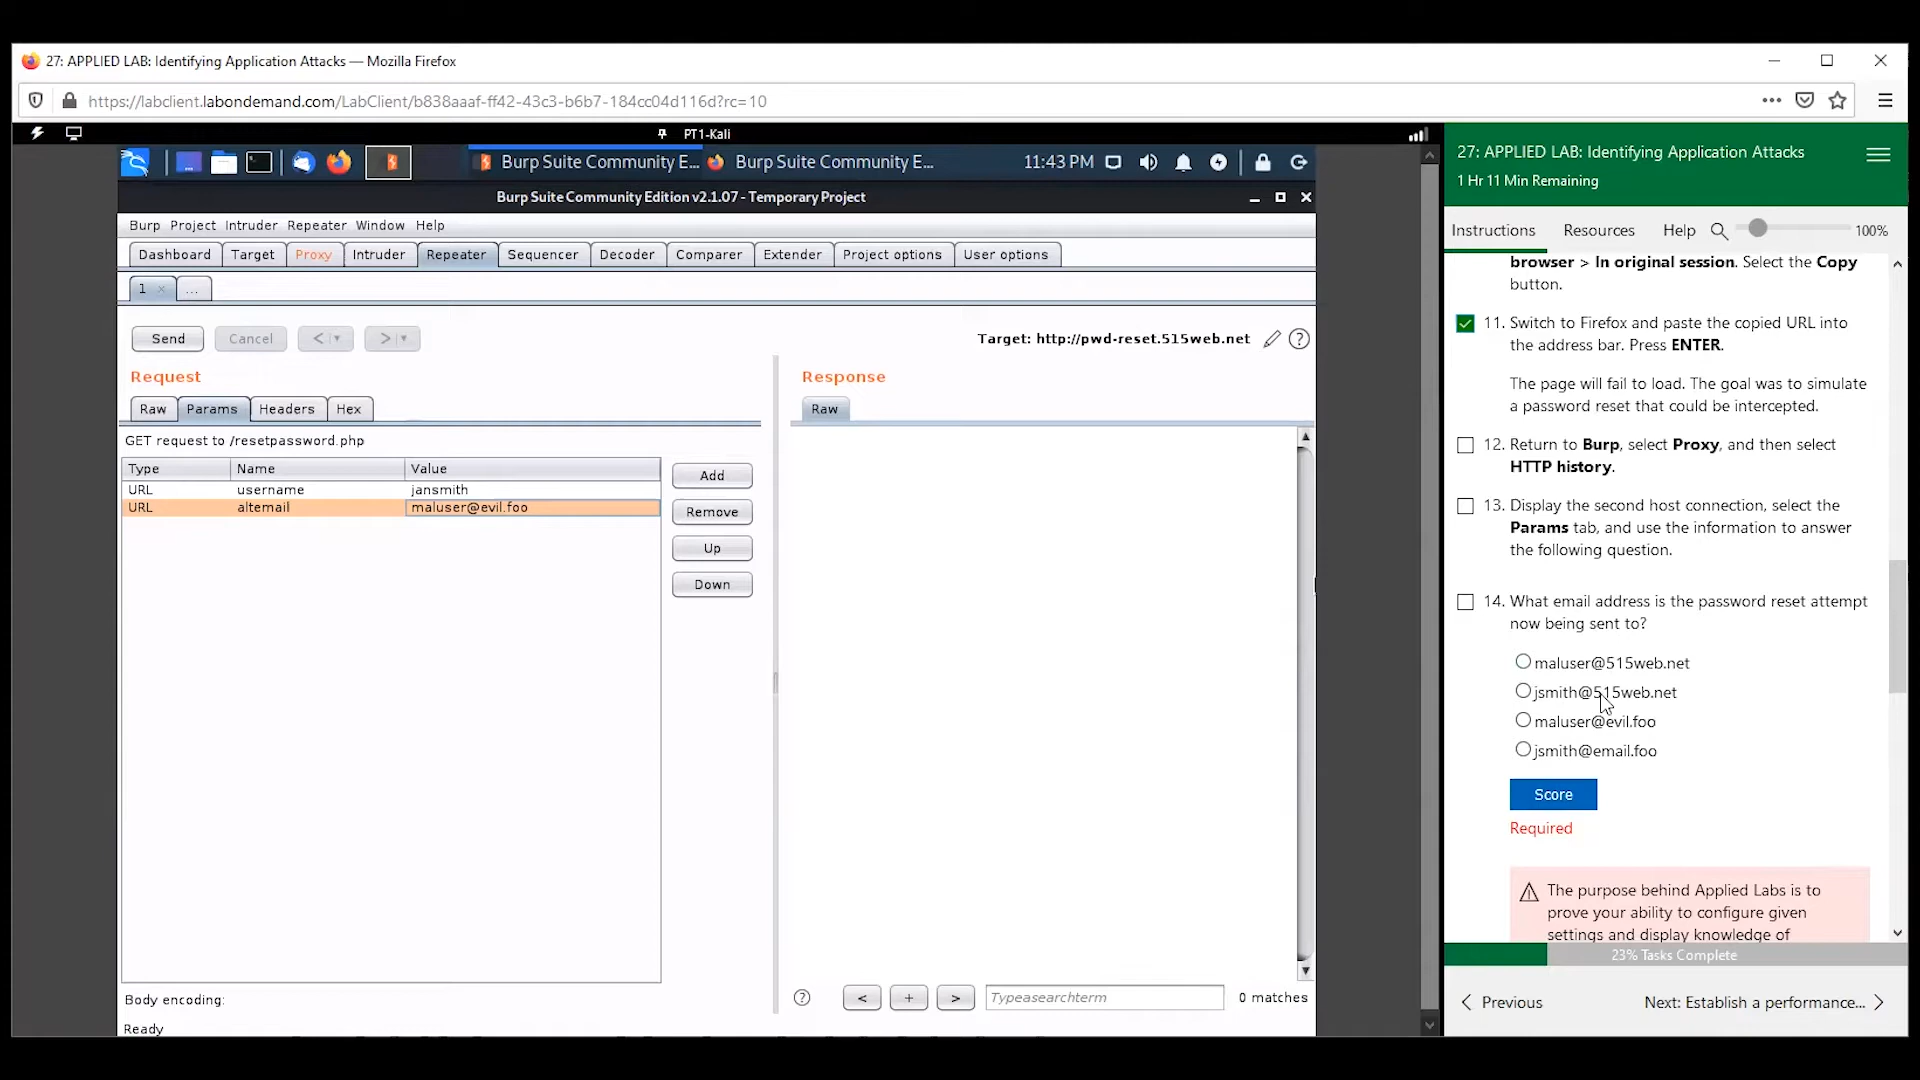 27: APPLIED LAB: Identifying Application Attacks — Mozilla Firefox
https://labclient.labondemand.com/LabClient/b838aaaf-ff42-43c3-b6b7-184cc04d116d?rc=10
PT1-Kali
Burp Suite Community E...
Burp Suite Community E...
11:43 PM
Burp Suite Community Edition v2.1.07 - Temporary Project
Burp Project Intruder Repeater Window Help
Dashboard Target Proxy Intruder Repeater Sequencer Decoder Comparer Extender Project options User options
1 × ...
Send Cancel < >
Target: http://pwd-reset.515web.net
Request
Raw Params Headers Hex
GET request to /resetpassword.php
Type Name Value
URL username jansmith
URL altemail maluser@evil.foo
Add
Remove
Up
Down
Body encoding:
Ready
Response
Raw
< + > Type a search term 0 matches
27: APPLIED LAB: Identifying Application Attacks
1 Hr 11 Min Remaining
Instructions Resources Help 100%
browser > In original session. Select the Copy
button.
11. Switch to Firefox and paste the copied URL into
the address bar. Press ENTER.
The page will fail to load. The goal was to simulate
a password reset that could be intercepted.
12. Return to Burp, select Proxy, and then select
HTTP history.
13. Display the second host connection, select the
Params tab, and use the information to answer
the following question.
14. What email address is the password reset attempt
now being sent to?
maluser@515web.net
jsmith@515web.net
maluser@evil.foo
jsmith@email.foo
Score
Required
The purpose behind Applied Labs is to
prove your ability to configure given
settings and display knowledge of
23% Tasks Complete
< Previous
Next: Establish a performance... >